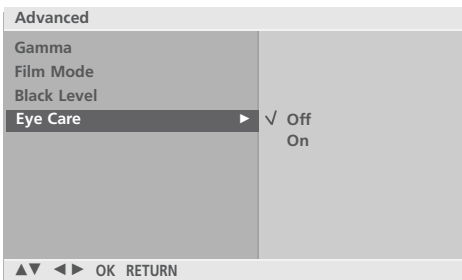 Advanced
Gamma
Film Mode
Black Level
Eye Care ▶ √ Off
On
▲▼ ◀ ▶ OK RETURN